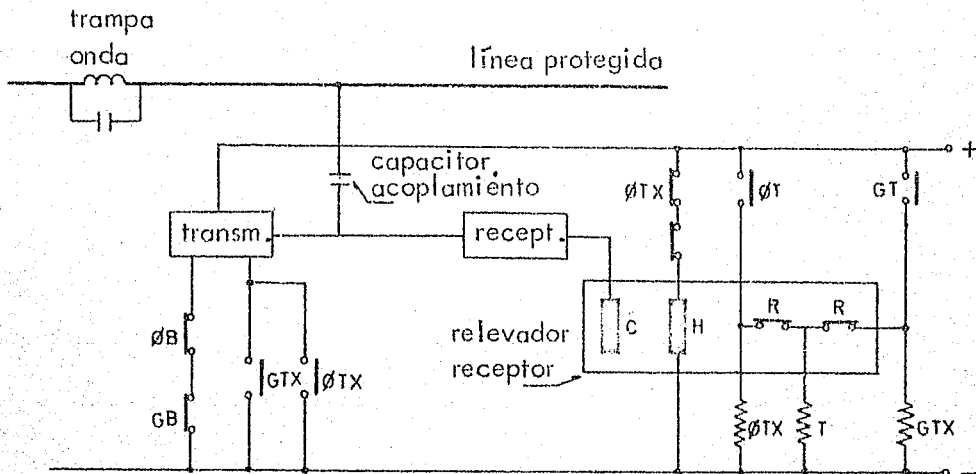 trampa
onda
línea protegida
+
capacitor
acoplamiento
ØTX
ØT
GT
transm.
recept.
ØB
GTX
ØTX
GB
relevador
receptor
C
H
R
R
ØTX
T
GTX
-